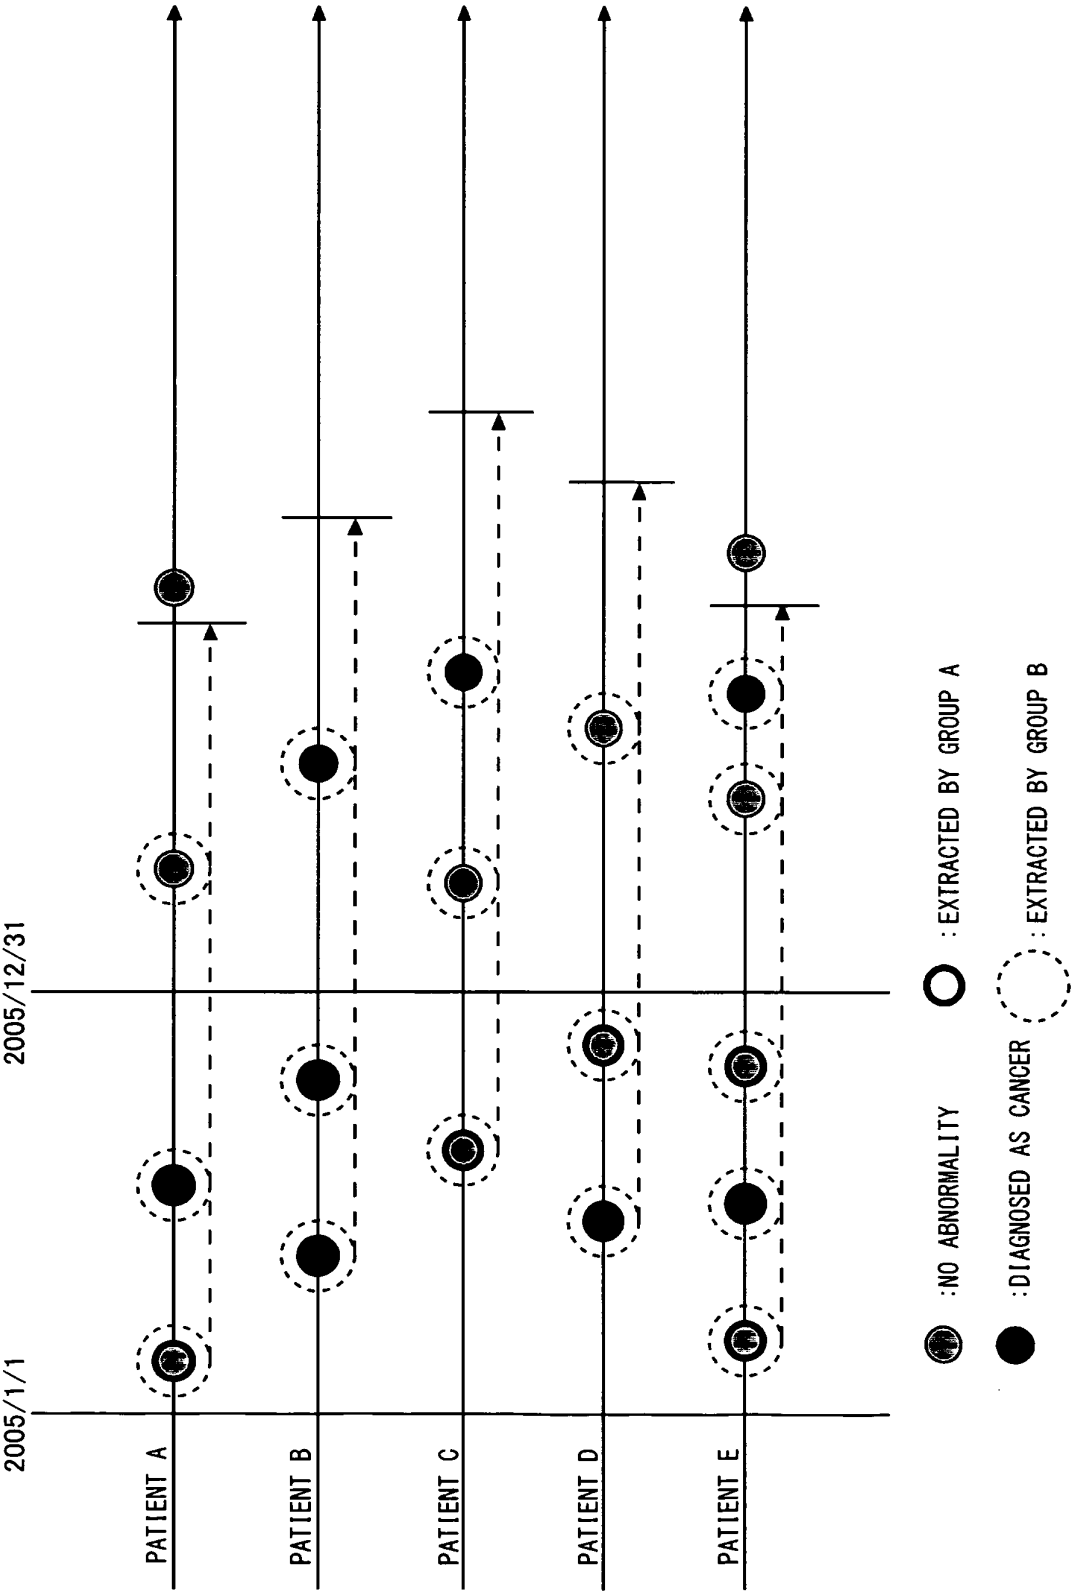 2005/1/1
2005/12/31
PATIENT A
PATIENT B
PATIENT C
PATIENT D
PATIENT E
:NO ABNORMALITY
:EXTRACTED BY GROUP A
:DIAGNOSED AS CANCER
:EXTRACTED BY GROUP B